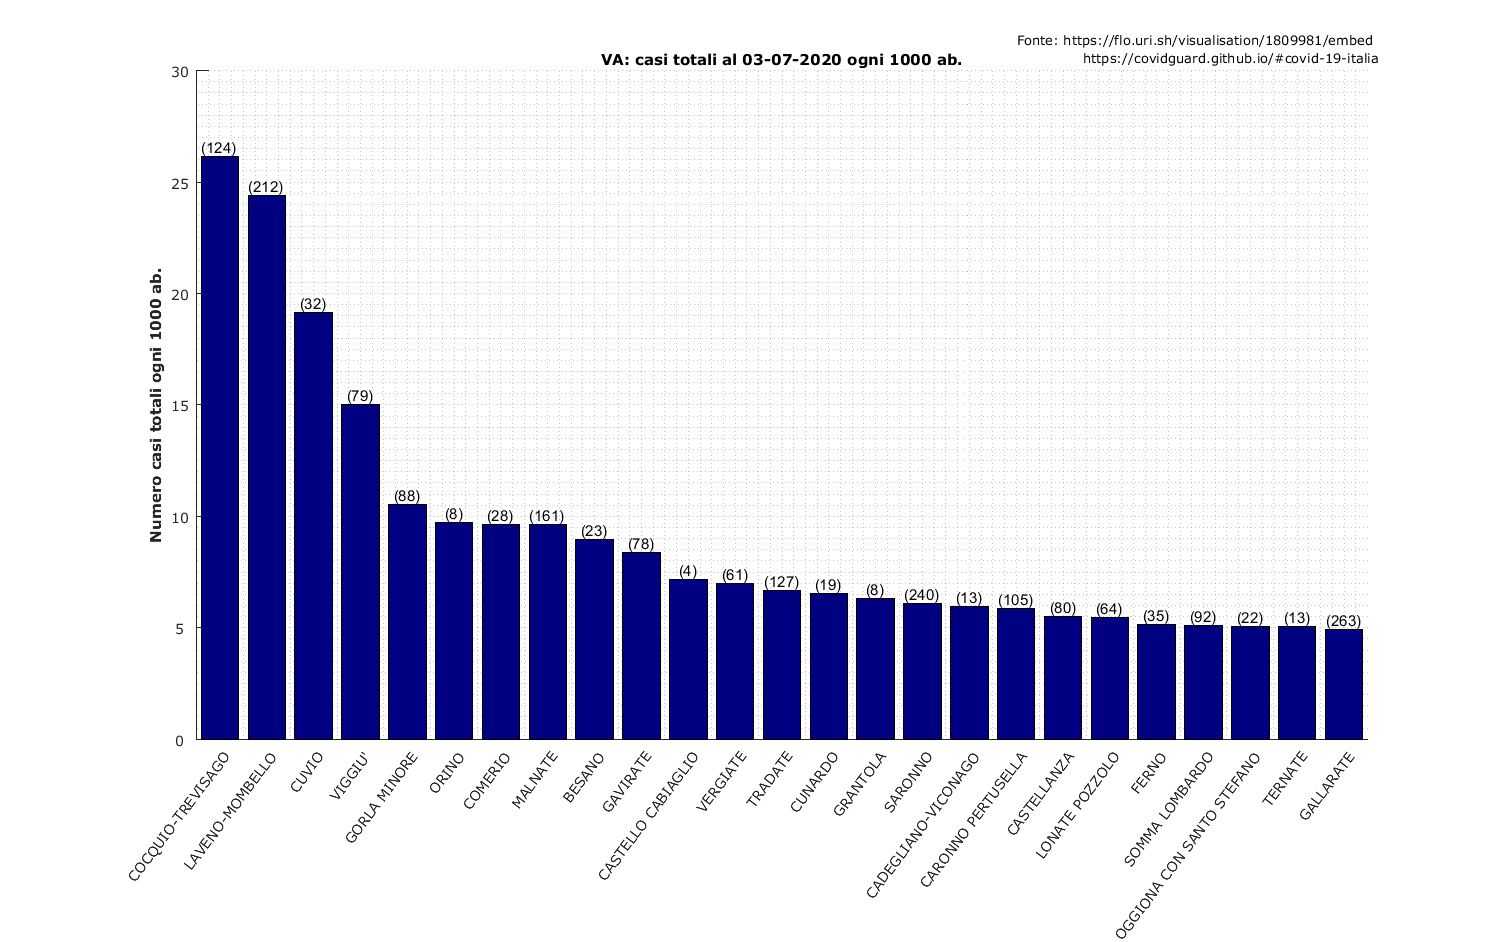 Fonte: https://flo.uri.sh/visualisation/1809981/embed
https://covidguard.github.io/#covid-19-italia
VA: casi totali al 03-07-2020 ogni 1000 ab.
Numero casi totali ogni 1000 ab.
30
25
20
15
10
5
0
(124)
(212)
(32)
(79)
(88)
(8)
(28)
(161)
(23)
(78)
(4)
(61)
(127)
(19)
(8)
(240)
(13)
(105)
(80)
(64)
(35)
(92)
(22)
(13)
(263)
COCQUIO-TREVISAGO
LAVENO-MOMBELLO
CUVIO
VIGGIU'
GORLA MINORE
ORINO
COMERIO
MALNATE
BESANO
GAVIRATE
CASTELLO CABIAGLIO
VERGIATE
TRADATE
CUNARDO
GRANTOLA
SARONNO
CADEGLIANO-VICONAGO
CARONNO PERTUSELLA
CASTELLANZA
LONATE POZZOLO
FERNO
SOMMA LOMBARDO
OGGIONA CON SANTO STEFANO
TERNATE
GALLARATE